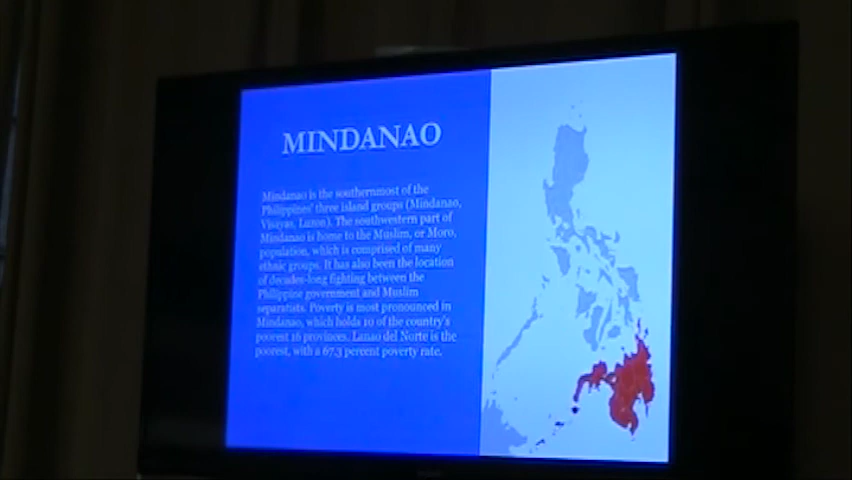 MINDANAO
Mindanao is the southernmost of the
Philippines' three island groups (Mindanao,
Visayas, Luzon). The southwestern part of
Mindanao is home to the Muslim, or Moro,
population, which is comprised of many
ethnic groups. It has also been the location
of decades-long fighting between the
Philippine government and Muslim
separatists. Poverty is most pronounced in
Mindanao, which holds 10 of the country's
poorest 16 provinces. Lanao del Norte is the
poorest, with a 67.3 percent poverty rate.